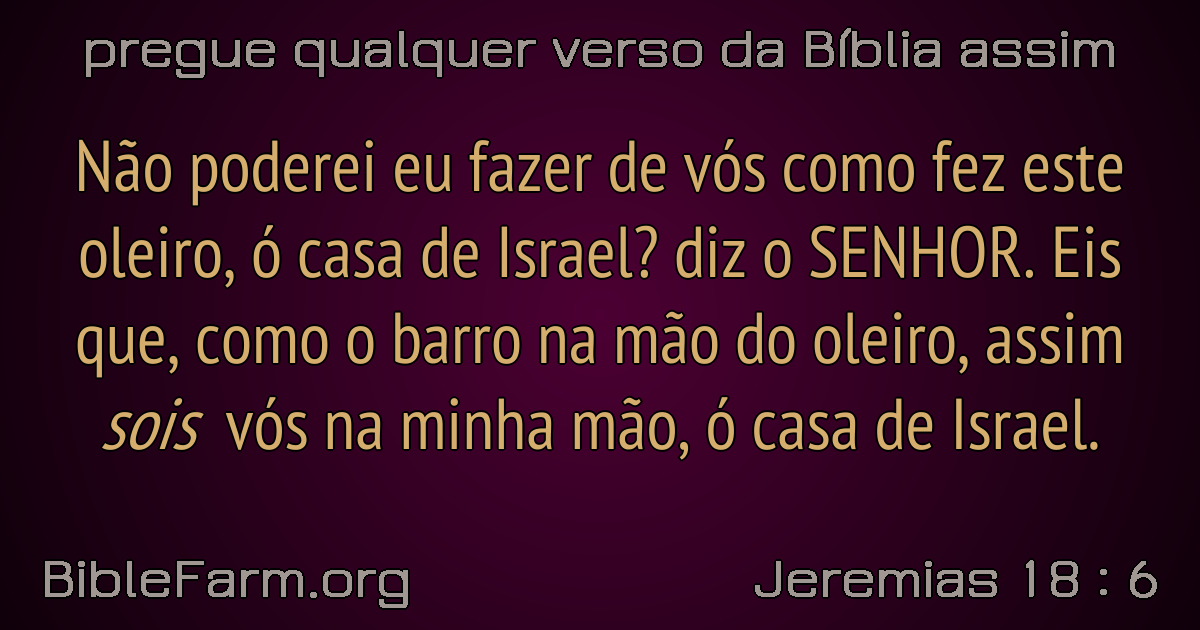 pregue qualquer verso da Bíblia assim
Não poderei eu fazer de vós como fez este
oleiro, ó casa de Israel? diz o SENHOR. Eis
que, como o barro na mão do oleiro, assim
sois vós na minha mão, ó casa de Israel.
BibleFarm.org
Jeremias 18 : 6